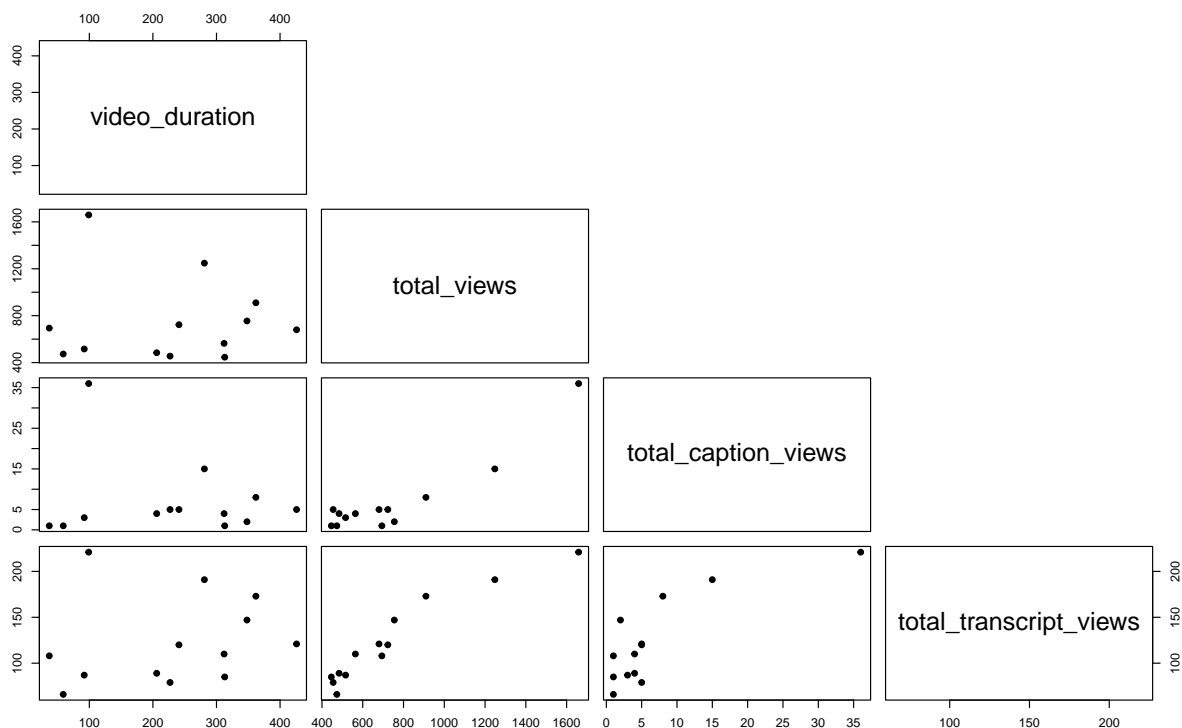 100 200 300 400
100 200 300 400
video_duration
400 800 1200 1600
total_views
0 5 15 25 35
total_caption_views
100 150 200
total_transcript_views
100 150 200
100 200 300 400
400 600 800 1000 1200 1400 1600
0 5 10 15 20 25 30 35
100 150 200